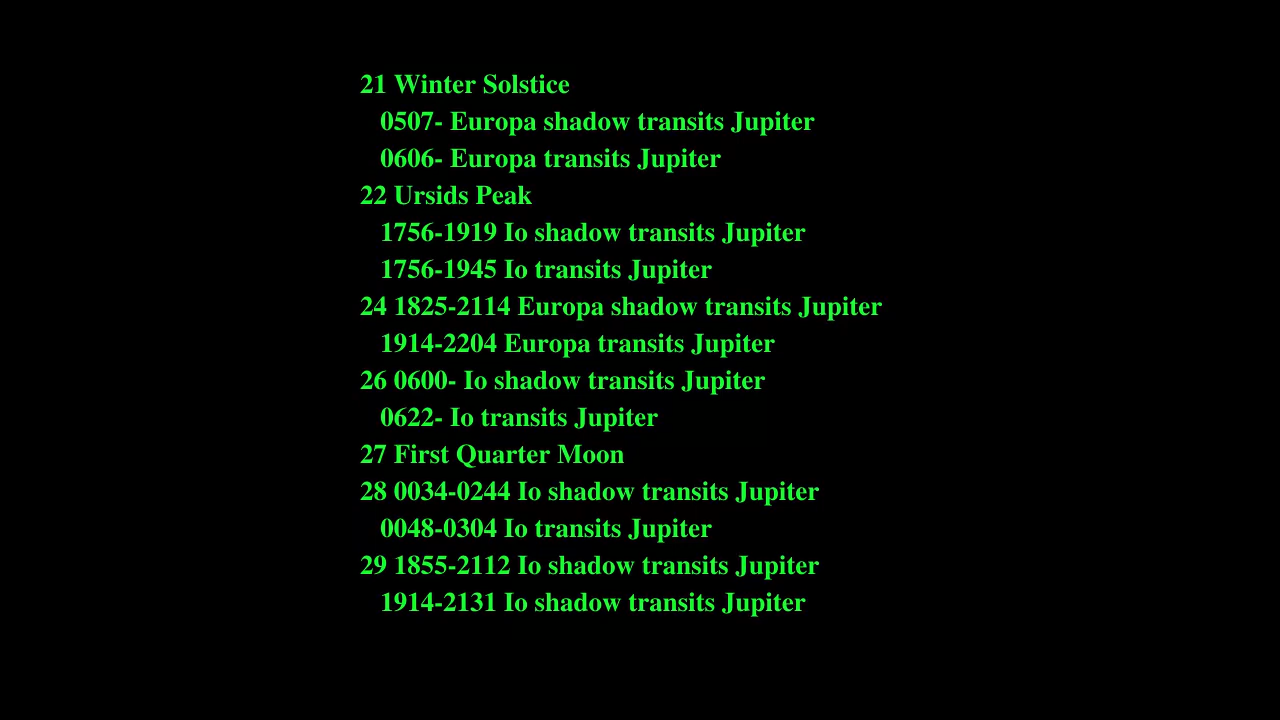 21 Winter Solstice
0507- Europa shadow transits Jupiter
0606- Europa transits Jupiter
22 Ursids Peak
1756-1919 Io shadow transits Jupiter
1756-1945 Io transits Jupiter
24 1825-2114 Europa shadow transits Jupiter
1914-2204 Europa transits Jupiter
26 0600- Io shadow transits Jupiter
0622- Io transits Jupiter
27 First Quarter Moon
28 0034-0244 Io shadow transits Jupiter
0048-0304 Io transits Jupiter
29 1855-2112 Io shadow transits Jupiter
1914-2131 Io shadow transits Jupiter